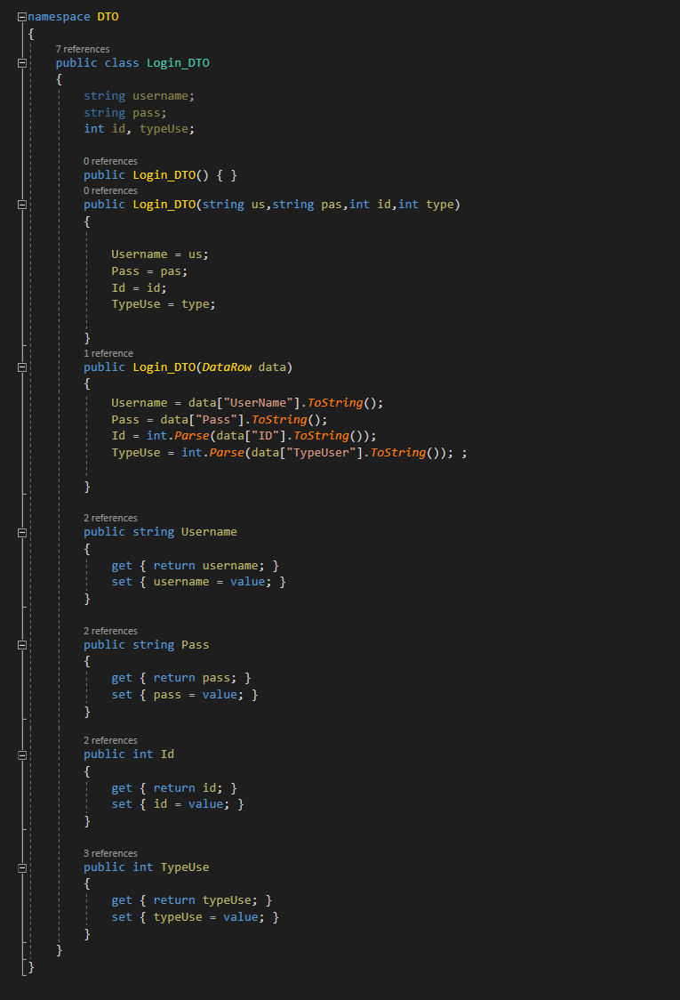 namespace DTO
{
7 references
public class Login_DTO
{
string username;
string pass;
int id, typeUse;
0 references
public Login_DTO() { }
0 references
public Login_DTO(string us,string pas,int id,int type)
{
Username = us;
Pass = pas;
Id = id;
TypeUse = type;
}
1 reference
public Login_DTO(DataRow data)
{
Username = data["UserName"].ToString();
Pass = data["Pass"].ToString();
Id = int.Parse(data["ID"].ToString());
TypeUse = int.Parse(data["TypeUser"].ToString()); ;
}
2 references
public string Username
{
get { return username; }
set { username = value; }
}
2 references
public string Pass
{
get { return pass; }
set { pass = value; }
}
2 references
public int Id
{
get { return id; }
set { id = value; }
}
3 references
public int TypeUse
{
get { return typeUse; }
set { typeUse = value; }
}
}
}